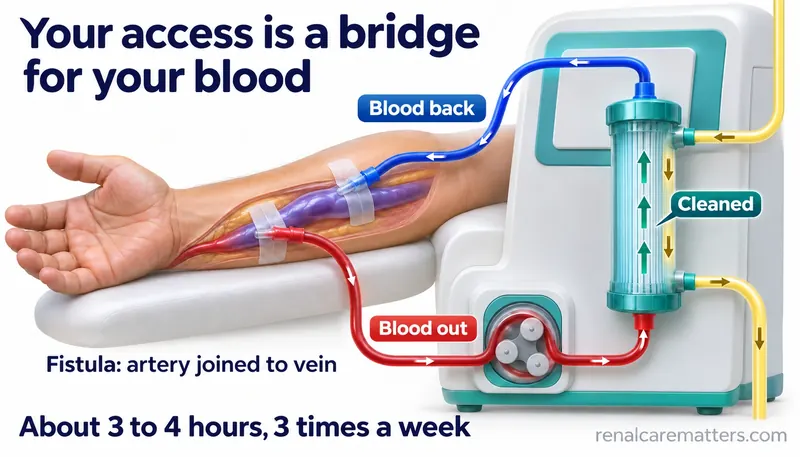 Your access is a bridge
for your blood
Blood back
Cleaned
Blood out
Fistula: artery joined to vein
About 3 to 4 hours, 3 times a week
renalcarematters.com